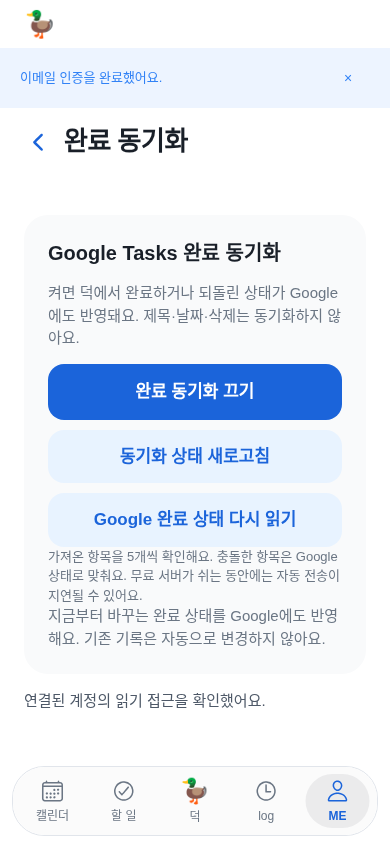 이메일 인증을 완료했어요.
×
완료 동기화
Google Tasks 완료 동기화
켜면 덕에서 완료하거나 되돌린 상태가 Google
에도 반영돼요. 제목·날짜·삭제는 동기화하지 않
아요.
완료 동기화 끄기
동기화 상태 새로고침
Google 완료 상태 다시 읽기
가져온 항목을 5개씩 확인해요. 충돌한 항목은 Google
상태로 맞춰요. 무료 서버가 쉬는 동안에는 자동 전송이
지연될 수 있어요.
지금부터 바꾸는 완료 상태를 Google에도 반영
해요. 기존 기록은 자동으로 변경하지 않아요.
연결된 계정의 읽기 접근을 확인했어요.
캘린더
할 일
덕
log
ME